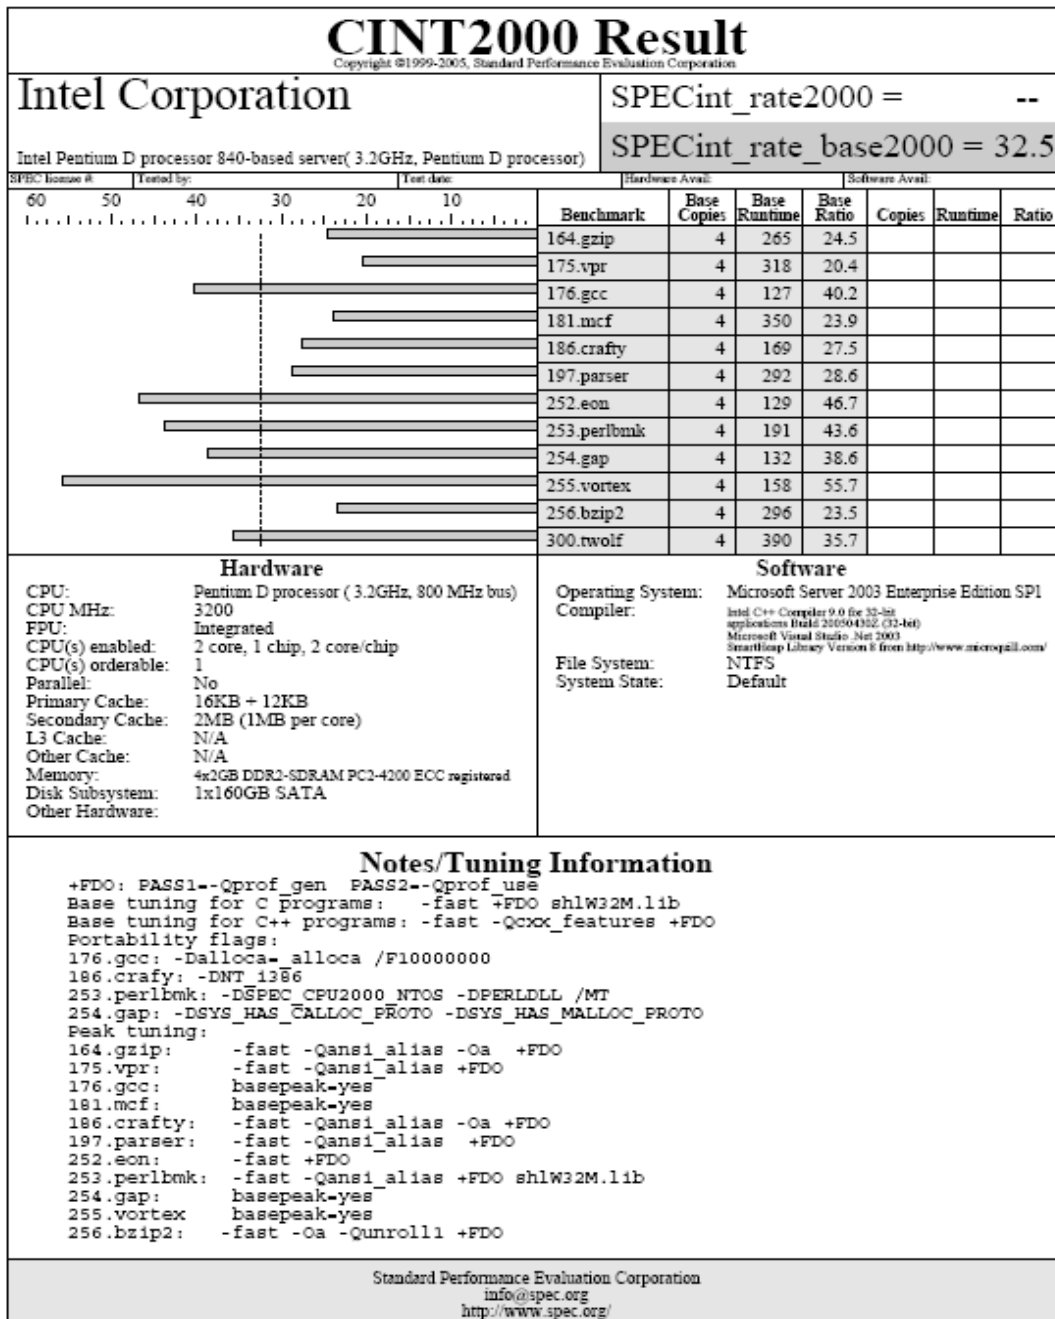 CINT2000 Result
Copyright ©1999-2005, Standard Performance Evaluation Corporation
Intel Corporation
Intel Pentium D processor 840-based server( 3.2GHz, Pentium D processor)
SPECint_rate2000 = --
SPECint_rate_base2000 = 32.5
SPEC license #: Tested by: Test date: Hardware Avail: Software Avail:
60 50 40 30 20 10
Benchmark Base Copies Base Runtime Base Ratio Copies Runtime Ratio
164.gzip 4 265 24.5
175.vpr 4 318 20.4
176.gcc 4 127 40.2
181.mcf 4 350 23.9
186.crafty 4 169 27.5
197.parser 4 292 28.6
252.eon 4 129 46.7
253.perlbmk 4 191 43.6
254.gap 4 132 38.6
255.vortex 4 158 55.7
256.bzip2 4 296 23.5
300.twolf 4 390 35.7
Hardware
CPU: Pentium D processor ( 3.2GHz, 800 MHz bus)
CPU MHz: 3200
FPU: Integrated
CPU(s) enabled: 2 core, 1 chip, 2 core/chip
CPU(s) orderable: 1
Parallel: No
Primary Cache: 16KB + 12KB
Secondary Cache: 2MB (1MB per core)
L3 Cache: N/A
Other Cache: N/A
Memory: 4x2GB DDR2-SDRAM PC2-4200 ECC registered
Disk Subsystem: 1x160GB SATA
Other Hardware:
Software
Operating System: Microsoft Server 2003 Enterprise Edition SP1
Compiler: Intel C++ Compiler 9.0 for 32-bit
applications Build 20050430Z (32-bit)
Microsoft Visual Studio .Net 2003
SmartHeap Library Version 8 from http://www.microquill.com/
File System: NTFS
System State: Default
Notes/Tuning Information
+FDO: PASS1=-Qprof_gen PASS2=-Qprof_use
Base tuning for C programs: -fast +FDO shlW32M.lib
Base tuning for C++ programs: -fast -Qcxx_features +FDO
Portability flags:
176.gcc: -Dalloca=_alloca /F10000000
186.crafy: -DNT_i386
253.perlbmk: -DSPEC_CPU2000_NTOS -DPERLDLL /MT
254.gap: -DSYS_HAS_CALLOC_PROTO -DSYS_HAS_MALLOC_PROTO
Peak tuning:
164.gzip: -fast -Qansi_alias -Oa +FDO
175.vpr: -fast -Qansi_alias +FDO
176.gcc: basepeak=yes
181.mcf: basepeak=yes
186.crafty: -fast -Qansi_alias -Oa +FDO
197.parser: -fast -Qansi_alias +FDO
252.eon: -fast +FDO
253.perlbmk: -fast -Qansi_alias +FDO shlW32M.lib
254.gap: basepeak=yes
255.vortex basepeak=yes
256.bzip2: -fast -Oa -Qunroll1 +FDO
Standard Performance Evaluation Corporation
info@spec.org
http://www.spec.org/